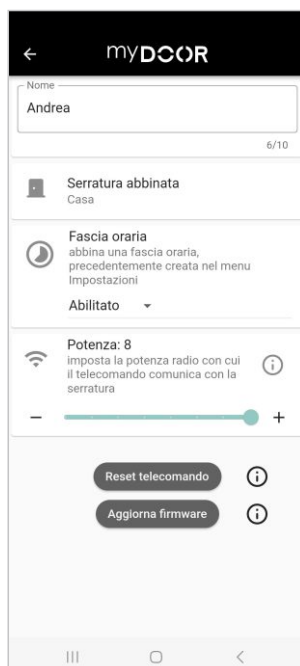 myDOOR
Nome
Andrea
6/10
Serratura abbinata
Casa
Fascia oraria
abbina una fascia oraria,
precedentemente creata nel menu
Impostazioni
Abilitato
Potenza: 8
imposta la potenza radio con cui
il telecomando comunica con la
serratura
− +
Reset telecomando
Aggiorna firmware